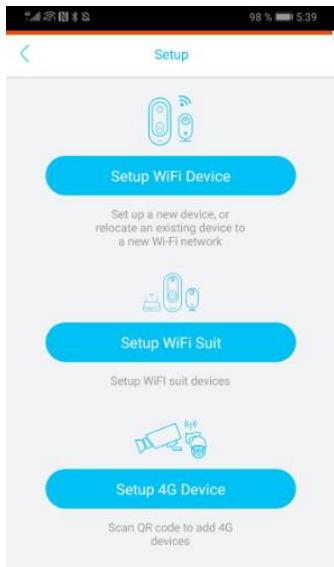 98 % 5:39
Setup
Setup WiFi Device
Set up a new device, or
relocate an existing device to
a new Wi-Fi network
Setup WiFi Suit
Setup WiFI suit devices
Setup 4G Device
Scan QR code to add 4G
devices